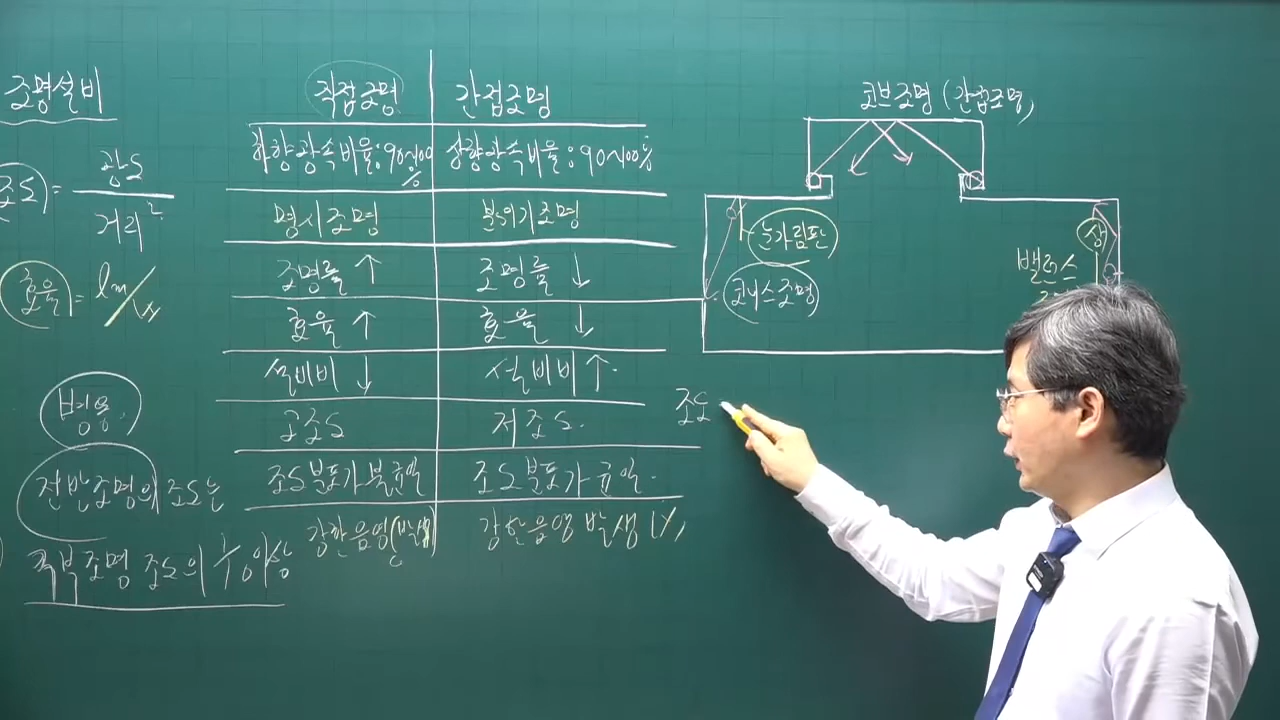 조명설비
조도 = 광도
거리²
효율 = lm/W
병용.
전반조명의 조도는
국부조명 조도의 1/10 이상
직접조명 간접조명
하향광속비율:90~100% 상향광속비율:90~100%
명시조명 분위기조명
조명률 ↑ 조명률 ↓
효율 ↑ 효율 ↓
설비비 ↓ 설비비 ↑
고조도 저조도.
조도분포가 불균일 조도분포가 균일.
강한음영(발생) 강한음영 발생(X)
코브조명 (간접조명)
눈가림판
코니스조명
상
밸런스
조도